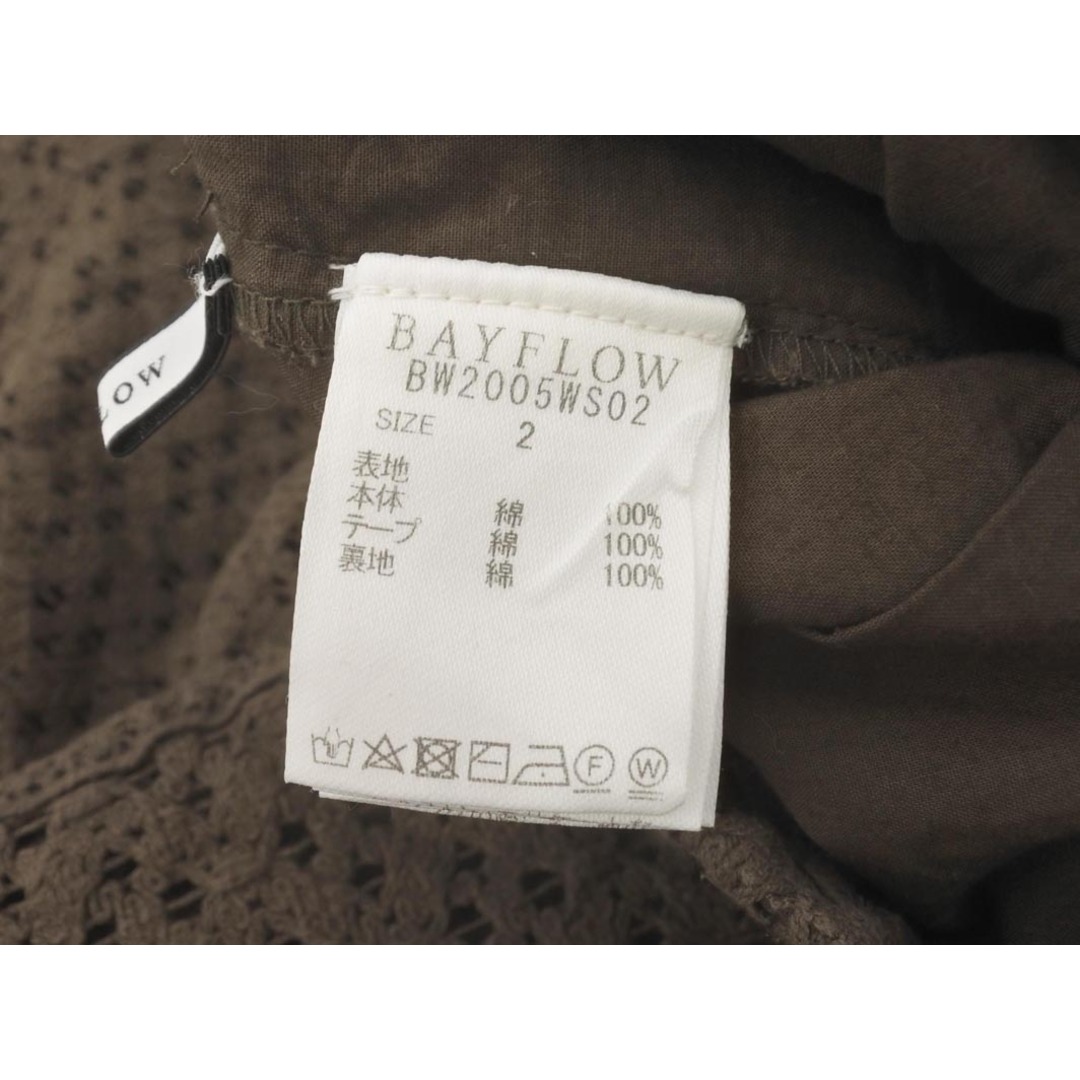 BAYFLOW
BW2005WS02
SIZE 2
表地
本体 綿 100%
テープ 綿 100%
裏地 綿 100%
F
W
LOW